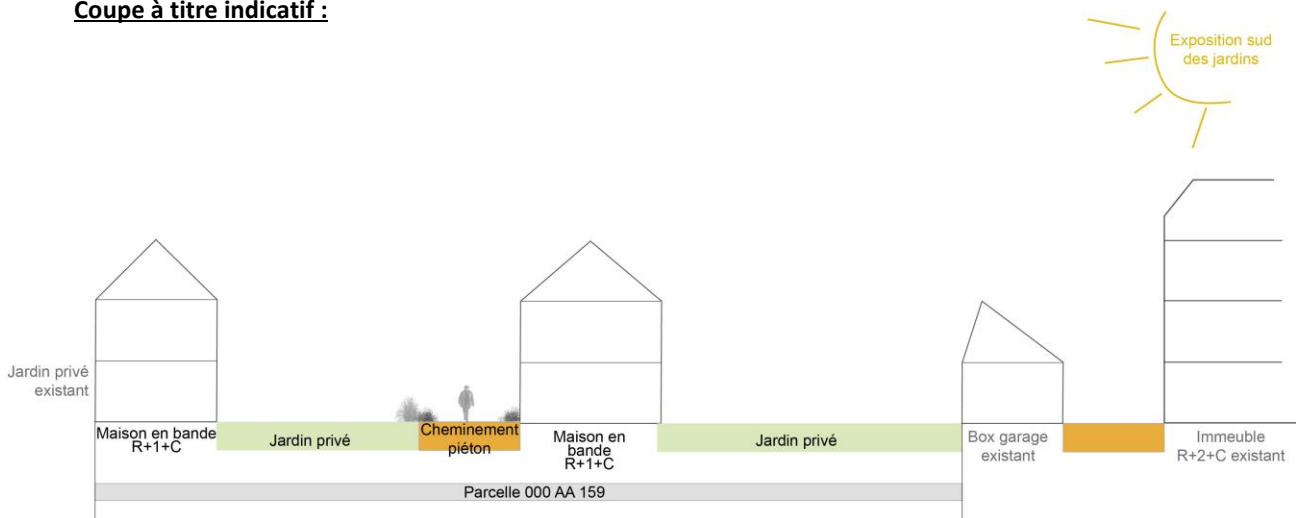 Coupe à titre indicatif :
Exposition sud
des jardins
Jardin privé
existant
Maison en bande
R+1+C
Jardin privé
Cheminement
piéton
Maison en
bande
R+1+C
Jardin privé
Box garage
existant
Immeuble
R+2+C existant
Parcelle 000 AA 159